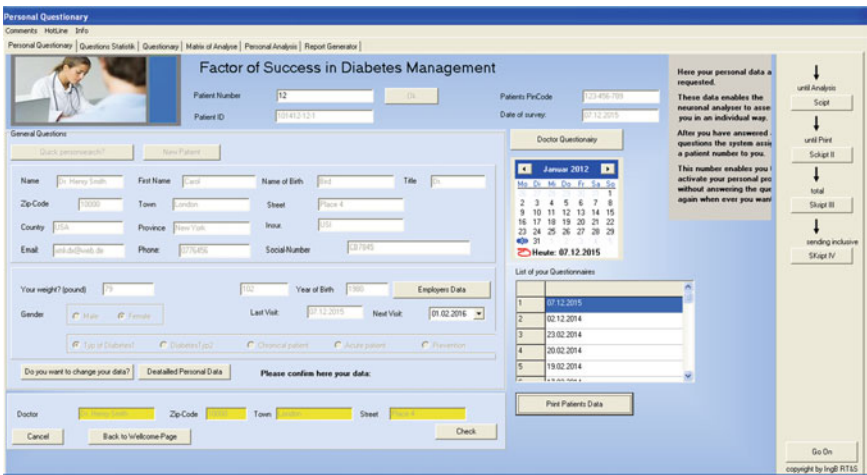 Personal Questionary
Comments HotLine Info
Personal Questionary Questions Statistik Questionary Matrix of Analyse Personal Analysis Report Generator
Factor of Success in Diabetes Management
Patient Number 12 Ok
Patients PinCode 123-456-789
Patient ID 101412-12-1
Date of survey: 07.12.2015
General Questions
Quick personsearch? New Patient
Doctor Questionairy
Name Dr. Henry Smith First Name Carol Name of Birth Bird Title Dr.
Zip-Code 10000 Town London Street Place 4
Country USA Province New York Insur. USI
Email: Phone: 0776456 Social-Number CB7845
Your weight? (pound) 79 102 Year of Birth 1980 Employers Data
Gender Male Female Last Visit: 07.12.2015 Next Visit: 01.02.2016
Typ of Diabetes1 DiabetesTyp2 Chronical patient Acute patient Prevention
Do you want to change your data? Deatailled Personal Data Please confirm here your data:
Doctor Dr. Henry Smith Zip-Code 10000 Town London Street Place 4
Cancel Back to Wellcome-Page Check
Januar 2012
Mo Di Mi Do Fr Sa So
1
2 3 4 5 6 7 8
9 10 11 12 13 14 15
16 17 18 19 20 21 22
23 24 25 26 27 28 29
30 31
Heute: 07.12.2015
List of your Questionnaires
1 07.12.2015
2 02.12.2014
3 23.02.2014
4 20.02.2014
5 19.02.2014
6 17.02.2014
Print Patients Data
Here your personal data a
requested.
These data enables the
neuronal analyser to asse
you in an individual way.
After you have answered
questions the system assig
a patient number to you.
This number enables you
activate your personal pro
without answering the que
again when ever you want
until Analysis
Scipt
until Print
Sckipt II
total
Skipt III
sending inclusive
SKipt IV
Go On
copyright by IngB RT&S